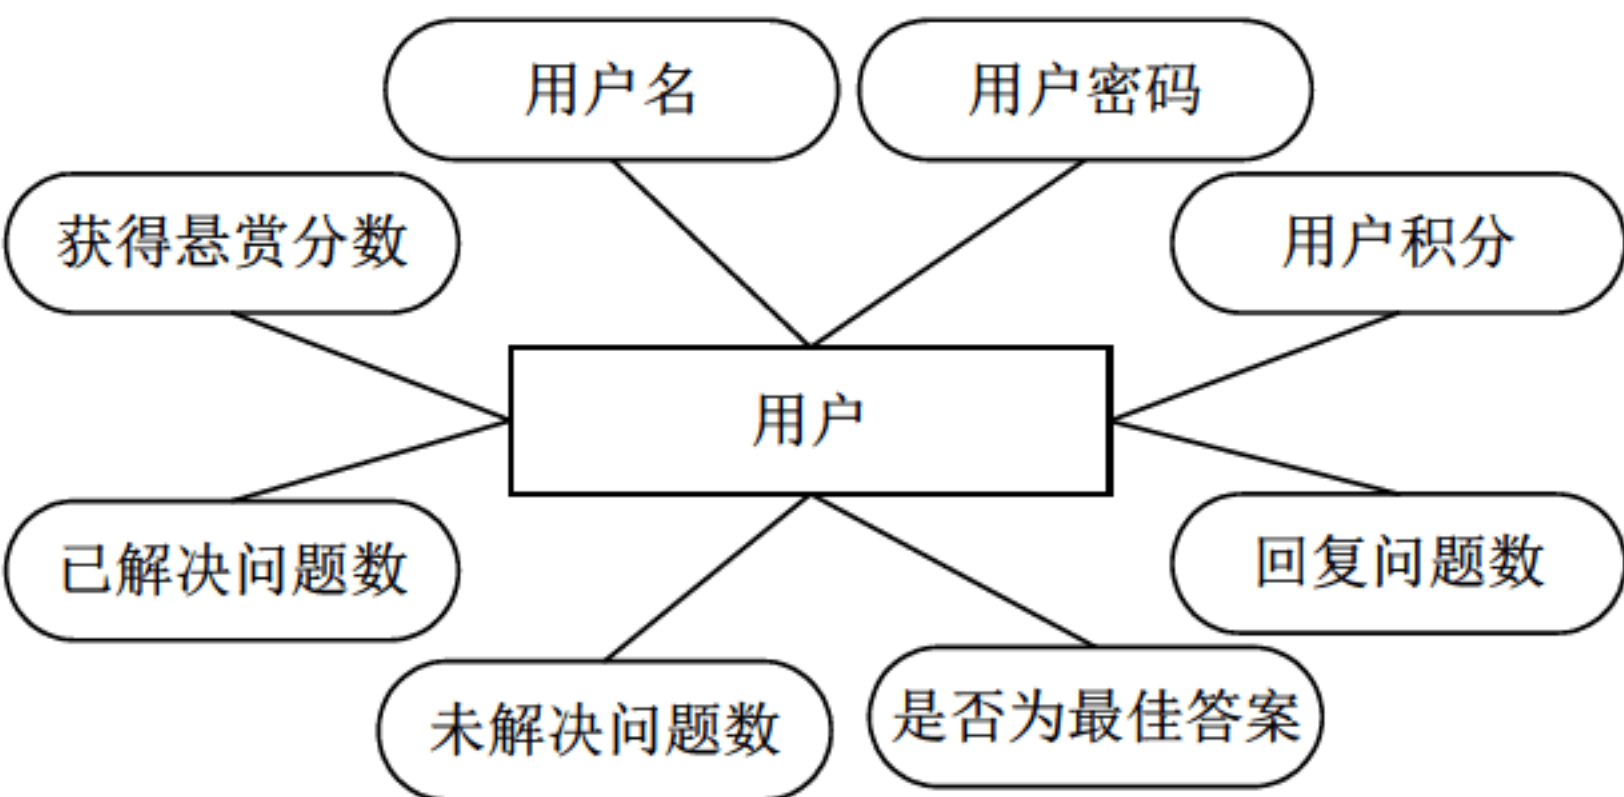 用户名
用户密码
获得悬赏分数
用户积分
用户
已解决问题数
回复问题数
未解决问题数
是否为最佳答案